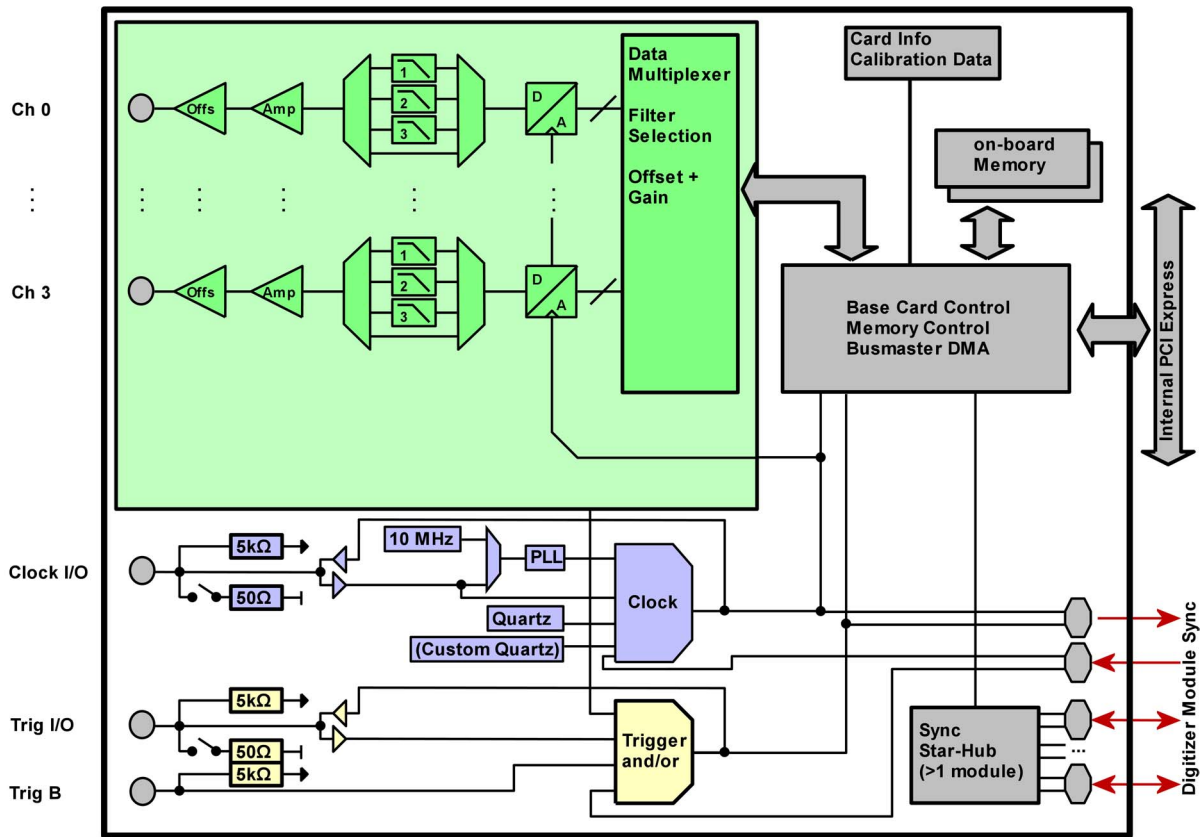 Card Info
Calibration Data
Data
Multiplexer
Filter
Selection
Offset +
Gain
on-board
Memory
Ch 0
Offs
Amp
1
2
3
D
A
Ch 3
Offs
Amp
1
2
3
D
A
Base Card Control
Memory Control
Busmaster DMA
Internal PCI Express
Clock I/O
5kΩ
50Ω
10 MHz
PLL
Quartz
(Custom Quartz)
Clock
Trig I/O
5kΩ
50Ω
Trig B
5kΩ
Trigger
and/or
Sync
Star-Hub
(>1 module)
...
Digitizer Module Sync